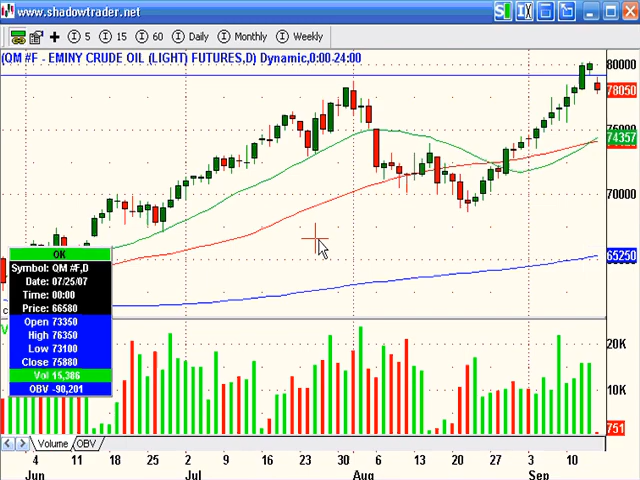 www.shadowtrader.net
5 15 60 Daily Monthly Weekly
(QM #F - EMINY CRUDE OIL (LIGHT) FUTURES,D) Dynamic,0:00-24:00
80000
78050
74357
70000
65250
OK
Symbol: QM #F,D
Date: 07/25/07
Time: 00:00
Price: 66580
Open 73350
High 76350
Low 73100
Close 75880
Vol 15,386
OBV -90,201
20K
10K
751
Volume OBV
4 11 18 25 2 9 16 23 30 6 13 20 27 3 10
Jun Jul Aug Sep